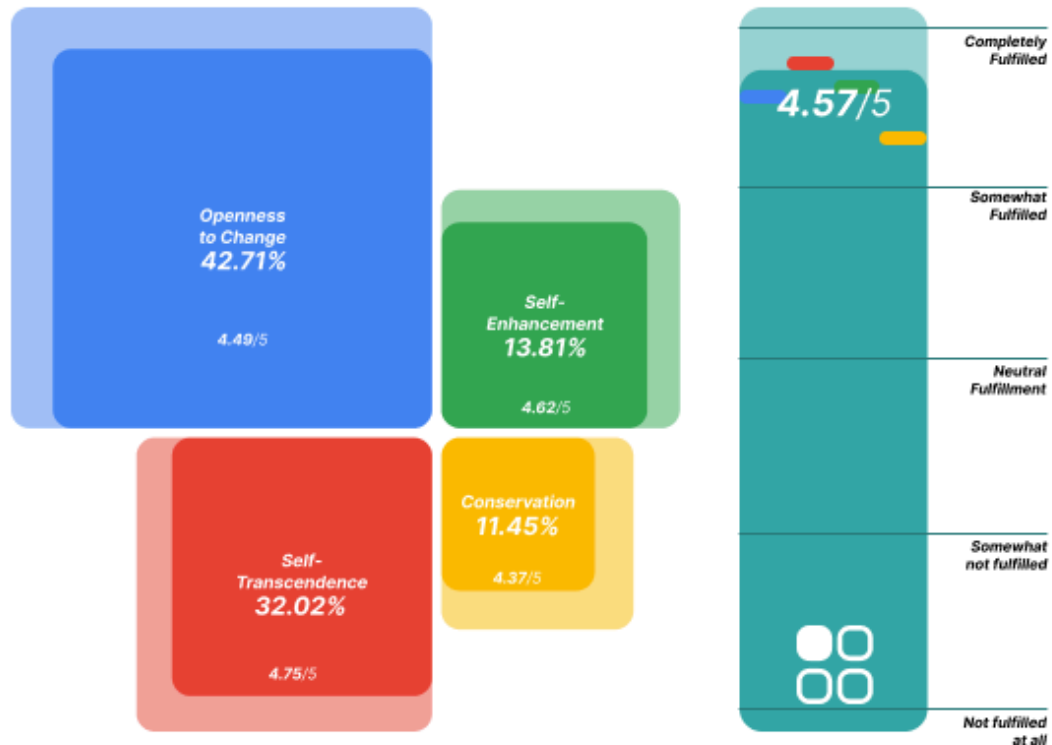 Openness
to Change
42.71%
4.49/5
Self-
Enhancement
13.81%
4.62/5
Self-
Transcendence
32.02%
4.75/5
Conservation
11.45%
4.37/5
4.57/5
Completely
Fulfilled
Somewhat
Fulfilled
Neutral
Fulfillment
Somewhat
not fulfilled
Not fulfilled
at all